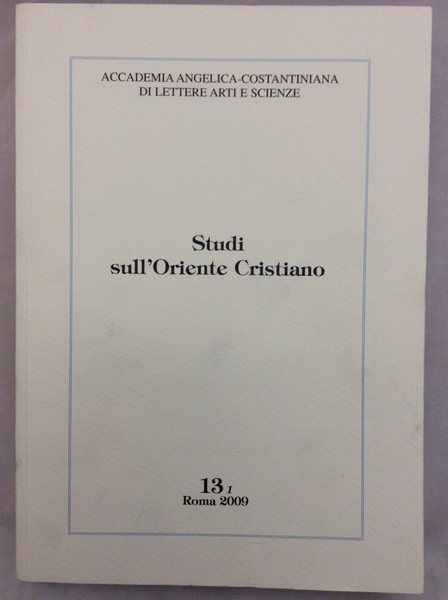 ACCADEMIA ANGELICA-COSTANTINIANA
DI LETTERE ARTI E SCIENZE
Studi
sull'Oriente Cristiano
13 1
Roma 2009